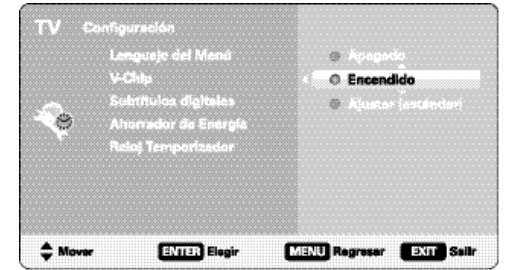 TV Configuración
Lenguaje del Menú
V-Chip
Subtítulos digitales
Ahorrador de Energía
Reloj Temporizador
Apagado
Encendido
Ajustar (estándar)
Mover ENTER Elegir MENU Regresar EXIT Salir